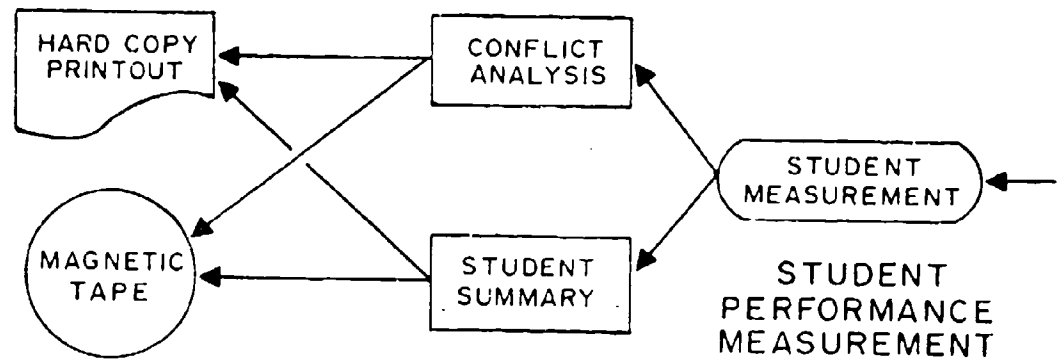 HARD COPY
PRINTOUT
CONFLICT
ANALYSIS
STUDENT
MEASUREMENT
MAGNETIC
TAPE
STUDENT
SUMMARY
STUDENT
PERFORMANCE
MEASUREMENT